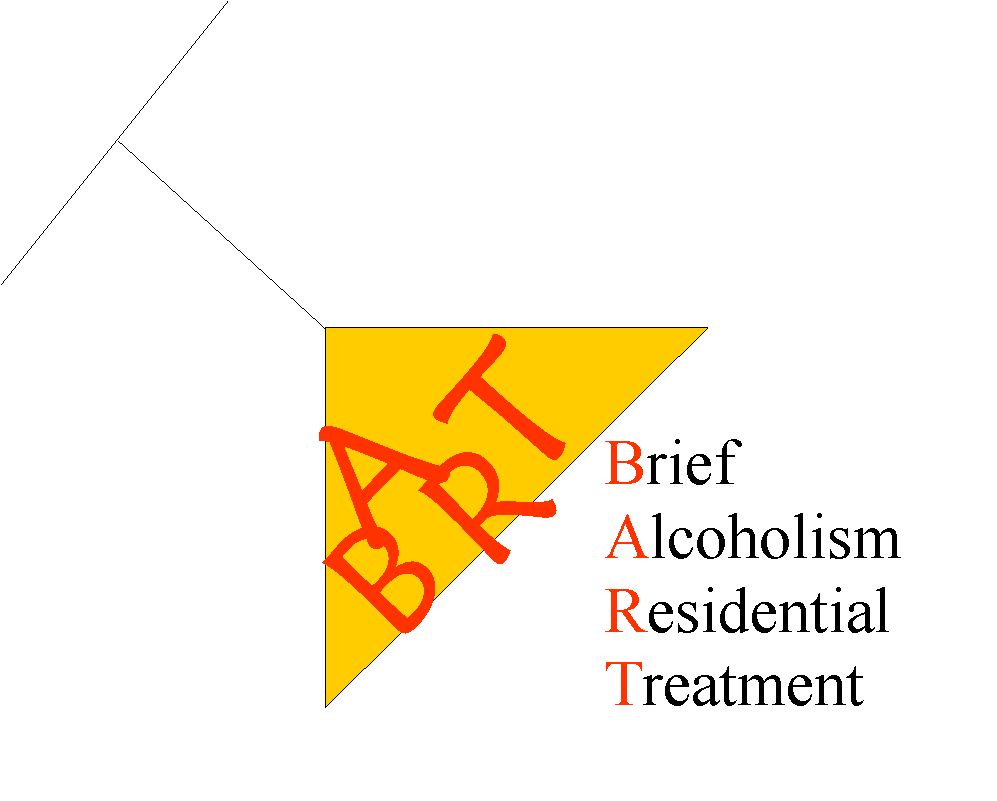 BART
Brief
Alcoholism
Residential
Treatment